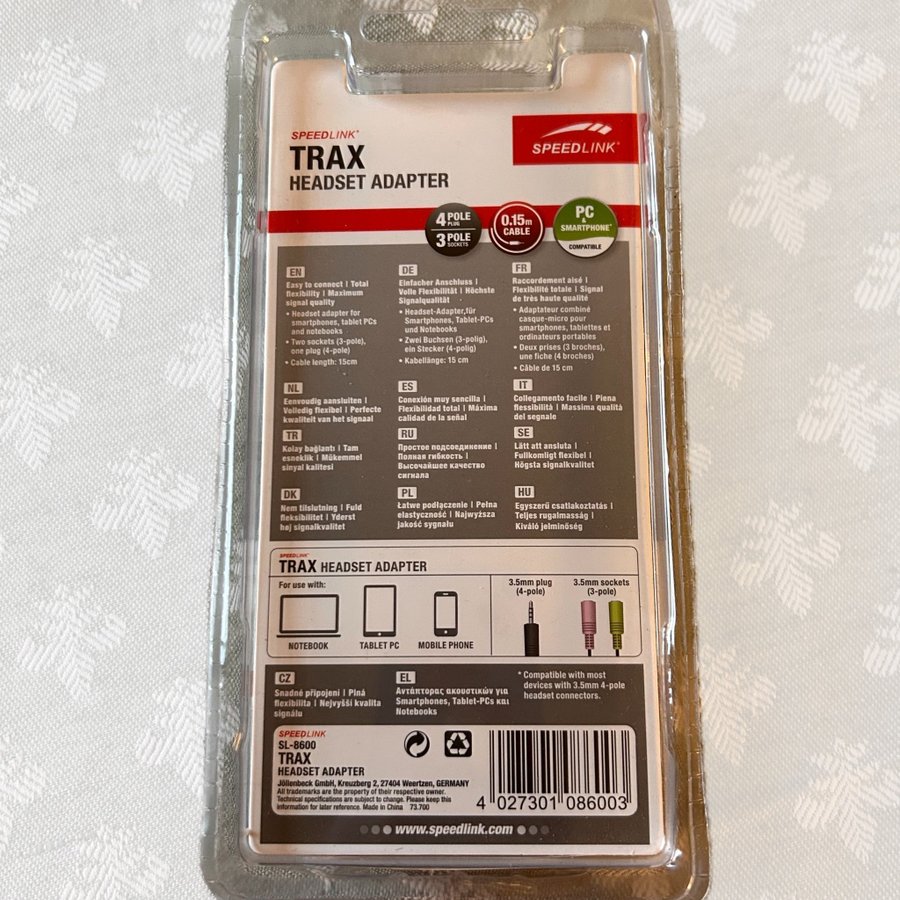 SPEEDLINK
TRAX
HEADSET ADAPTER
SPEEDLINK
4 POLE
PLUG
3 POLE
SOCKETS
0.15m
CABLE
PC
&
SMARTPHONE*
COMPATIBLE
EN
Easy to connect | Total
flexibility | Maximum
signal quality
• Headset adapter for
smartphones, tablet PCs
and notebooks
• Two sockets (3-pole),
one plug (4-pole)
• Cable length: 15cm
DE
Einfacher Anschluss |
Volle Flexibilität | Höchste
Signalqualität
• Headset-Adapter,für
Smartphones, Tablet-PCs
und Notebooks
• Zwei Buchsen (3-polig),
ein Stecker (4-polig)
• Kabellänge: 15 cm
FR
Raccordement aisé |
Flexibilité totale | Signal
de très haute qualité
• Adaptateur combiné
casque-micro pour
smartphones, tablettes et
ordinateurs portables
• Deux prises (3 broches),
une fiche (4 broches)
• Câble de 15 cm
NL
Eenvoudig aansluiten |
Volledig flexibel | Perfecte
kwaliteit van het signaal
ES
Conexión muy sencilla |
Flexibilidad total | Máxima
calidad de la señal
IT
Collegamento facile | Piena
flessibilità | Massima qualità
del segnale
TR
Kolay bağlantı | Tam
esneklik | Mükemmel
sinyal kalitesi
RU
Простое подсоединение |
Полная гибкость |
Высочайшее качество
сигнала
SE
Lätt att ansluta |
Fullkomligt flexibel |
Högsta signalkvalitet
DK
Nem tilslutning | Fuld
fleksibilitet | Yderst
høj signalkvalitet
PL
Łatwe podłączenie | Pełna
elastyczność | Najwyższa
jakość sygnału
HU
Egyszerű csatlakoztatás |
Teljes rugalmasság |
Kiváló jelminőség
SPEEDLINK
TRAX HEADSET ADAPTER
For use with:
NOTEBOOK
TABLET PC
MOBILE PHONE
3.5mm plug
(4-pole)
3.5mm sockets
(3-pole)
CZ
Snadné připojení | Plná
flexibilita | Nejvyšší kvalita
signálu
EL
Αντάπτορας ακουστικών για
Smartphones, Tablet-PCs και
Notebooks
* Compatible with most
devices with 3.5mm 4-pole
headset connectors.
SPEEDLINK
SL-8600
TRAX
HEADSET ADAPTER
Jöllenbeck GmbH, Kreuzberg 2, 27404 Weertzen, GERMANY
All trademarks are the property of their respective owner.
Technical specifications are subject to change. Please keep this
information for later reference. Made in China 73.700
4 027301 086003
www.speedlink.com